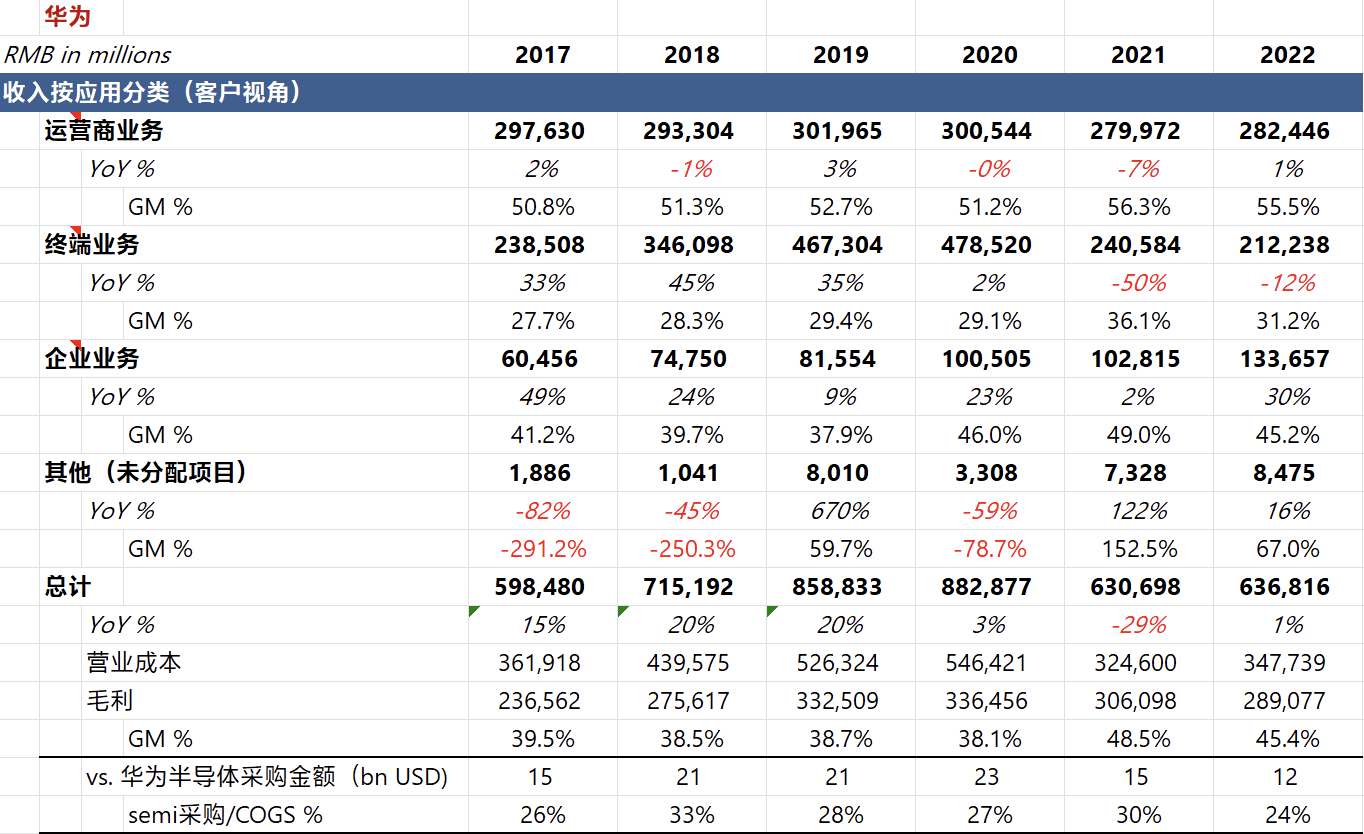 华为
RMB in millions 2017 2018 2019 2020 2021 2022
收入按应用分类（客户视角）
运营商业务 297,630 293,304 301,965 300,544 279,972 282,446
YoY % 2% -1% 3% -0% -7% 1%
GM % 50.8% 51.3% 52.7% 51.2% 56.3% 55.5%
终端业务 238,508 346,098 467,304 478,520 240,584 212,238
YoY % 33% 45% 35% 2% -50% -12%
GM % 27.7% 28.3% 29.4% 29.1% 36.1% 31.2%
企业业务 60,456 74,750 81,554 100,505 102,815 133,657
YoY % 49% 24% 9% 23% 2% 30%
GM % 41.2% 39.7% 37.9% 46.0% 49.0% 45.2%
其他（未分配项目） 1,886 1,041 8,010 3,308 7,328 8,475
YoY % -82% -45% 670% -59% 122% 16%
GM % -291.2% -250.3% 59.7% -78.7% 152.5% 67.0%
总计 598,480 715,192 858,833 882,877 630,698 636,816
YoY % 15% 20% 20% 3% -29% 1%
营业成本 361,918 439,575 526,324 546,421 324,600 347,739
毛利 236,562 275,617 332,509 336,456 306,098 289,077
GM % 39.5% 38.5% 38.7% 38.1% 48.5% 45.4%
vs. 华为半导体采购金额（bn USD) 15 21 21 23 15 12
semi采购/COGS % 26% 33% 28% 27% 30% 24%